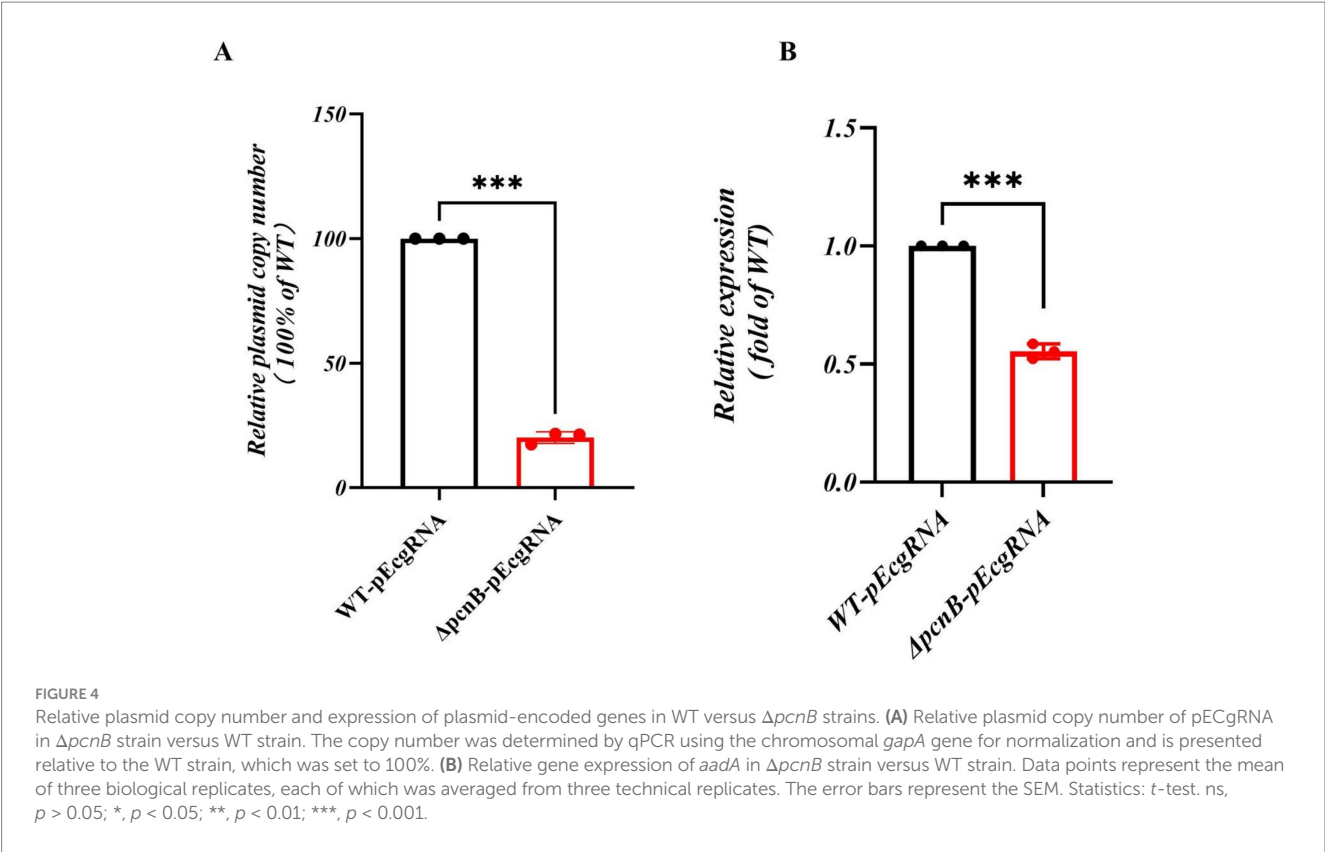 A
Relative plasmid copy number
( 100% of WT)
150
100
50
0
***
WT-pEcgRNA
ΔpcnB-pEcgRNA
B
Relative expression
( fold of WT)
1.5
1.0
0.5
0.0
***
WT-pEcgRNA
ΔpcnB-pEcgRNA
FIGURE 4
Relative plasmid copy number and expression of plasmid-encoded genes in WT versus ΔpcnB strains. (A) Relative plasmid copy number of pECgRNA
in ΔpcnB strain versus WT strain. The copy number was determined by qPCR using the chromosomal gapA gene for normalization and is presented
relative to the WT strain, which was set to 100%. (B) Relative gene expression of aadA in ΔpcnB strain versus WT strain. Data points represent the mean
of three biological replicates, each of which was averaged from three technical replicates. The error bars represent the SEM. Statistics: t-test. ns,
p > 0.05; *, p < 0.05; **, p < 0.01; ***, p < 0.001.